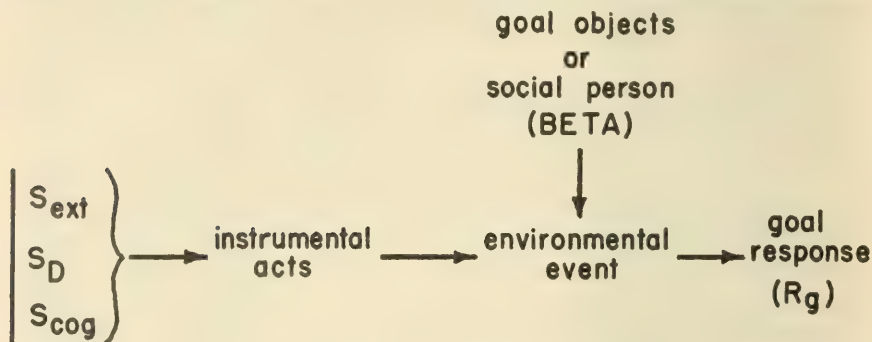 goal objects
or
social person
(BETA)
S_ext
S_D
S_cog
instrumental
acts
environmental
event
goal
response
(R_g)